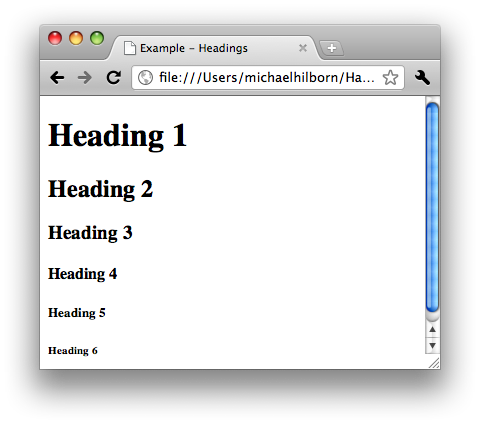 Example – Headings
file:///Users/michaelhilborn/Ha...
Heading 1
Heading 2
Heading 3
Heading 4
Heading 5
Heading 6